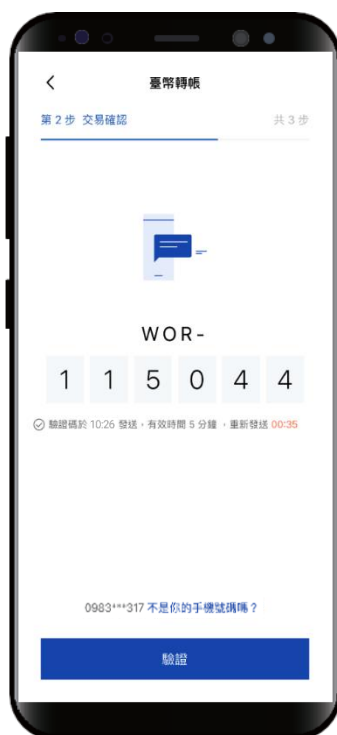 臺幣轉帳
第 2 步 交易確認 共 3 步
WOR-
1 1 5 0 4 4
驗證碼於 10:26 發送，有效時間 5 分鐘 ，重新發送 00:35
0983***317 不是你的手機號碼嗎？
驗證